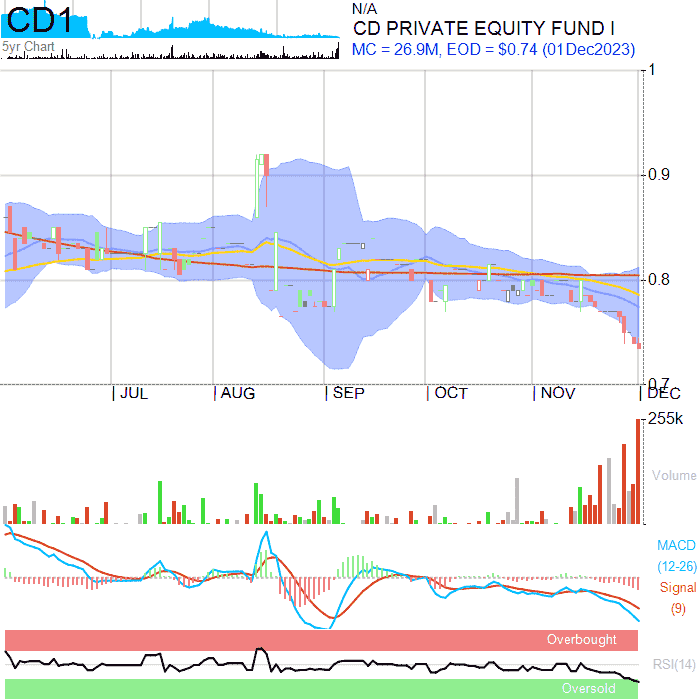 CD1
N/A
CD PRIVATE EQUITY FUND I
MC = 26.9M, EOD = $0.74 (01Dec2023)
5yr Chart
1
0.9
0.8
0.7
JUL AUG SEP OCT NOV DEC
255k
Volume
MACD
(12-26)
Signal
(9)
Overbought
RSI(14)
Oversold